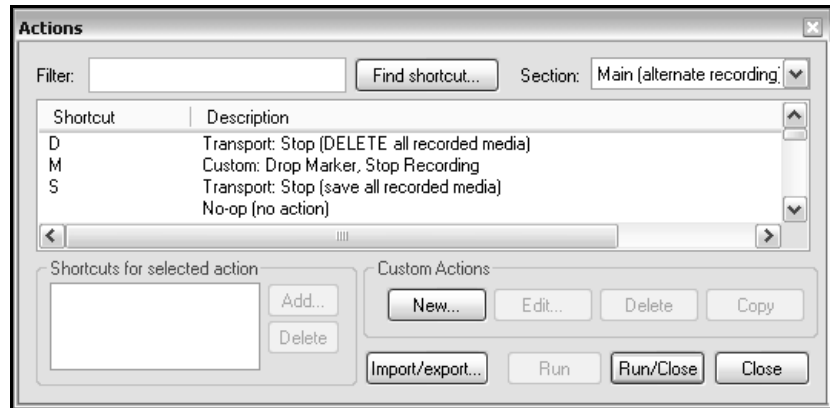 Actions
Filter: Find shortcut... Section: Main (alternate recording)
Shortcut Description
D Transport: Stop (DELETE all recorded media)
M Custom: Drop Marker, Stop Recording
S Transport: Stop (save all recorded media)
No-op (no action)
Shortcuts for selected action Custom Actions
Add... New... Edit... Delete Copy
Delete
Import/export... Run Run/Close Close